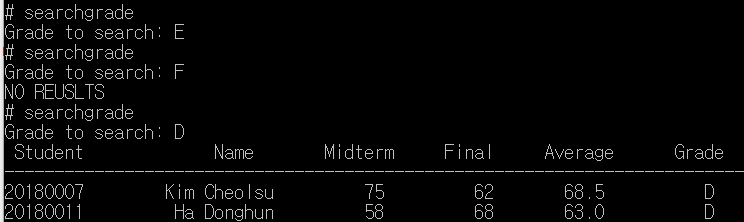 # searchgrade
Grade to search: E
# searchgrade
Grade to search: F
NO REUSLTS
# searchgrade
Grade to search: D
Student Name Midterm Final Average Grade
--------------------------------------------------------------------------
20180007 Kim Cheolsu 75 62 68.5 D
20180011 Ha Donghun 58 68 63.0 D